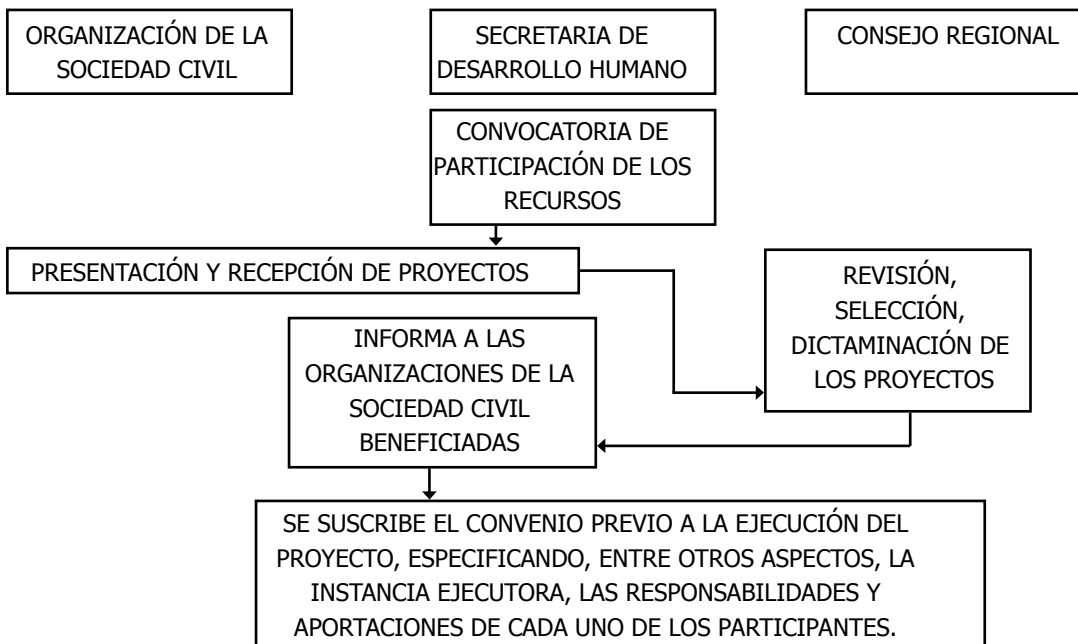 ORGANIZACIÓN DE LA
SOCIEDAD CIVIL
SECRETARIA DE
DESARROLLO HUMANO
CONSEJO REGIONAL
CONVOCATORIA DE
PARTICIPACIÓN DE LOS
RECURSOS
PRESENTACIÓN Y RECEPCIÓN DE PROYECTOS
REVISIÓN,
SELECCIÓN,
DICTAMINACIÓN DE
LOS PROYECTOS
INFORMA A LAS
ORGANIZACIONES DE LA
SOCIEDAD CIVIL
BENEFICIADAS
SE SUSCRIBE EL CONVENIO PREVIO A LA EJECUCIÓN DEL
PROYECTO, ESPECIFICANDO, ENTRE OTROS ASPECTOS, LA
INSTANCIA EJECUTORA, LAS RESPONSABILIDADES Y
APORTACIONES DE CADA UNO DE LOS PARTICIPANTES.